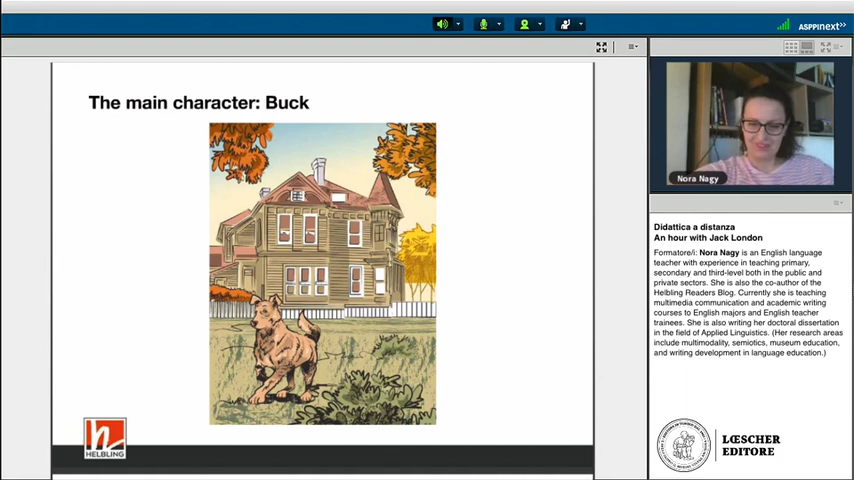 ASPPInext>>
The main character: Buck
Nora Nagy
Didattica a distanza
An hour with Jack London
Formatore/i: Nora Nagy is an English language
teacher with experience in teaching primary,
secondary and third-level both in the public and
private sectors. She is also the co-author of the
Helbling Readers Blog. Currently she is teaching
multimedia communication and academic writing
courses to English majors and English teacher
trainees. She is also writing her doctoral dissertation
in the field of Applied Linguistics. (Her research areas
include multimodality, semiotics, museum education,
and writing development in language education.)
h
HELBLING
LŒSCHER
EDITORE